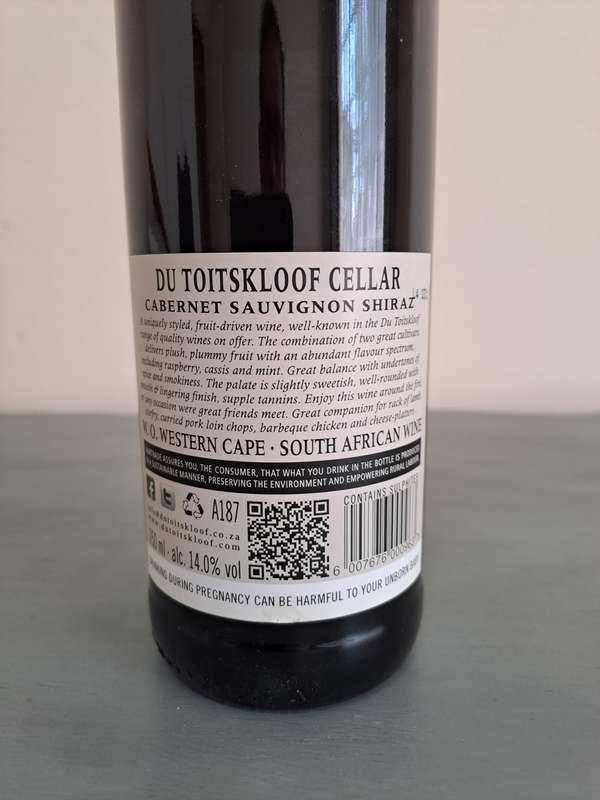 DU TOITSKLOOF CELLAR
CABERNET SAUVIGNON SHIRAZ
A uniquely styled, fruit-driven wine, well-known in the Du Toitskloof
range of quality wines on offer. The combination of two great cultivars
delivers plush, plummy fruit with an abundant flavour spectrum,
including raspberry, cassis and mint. Great balance with undertones of
spice and smokiness. The palate is slightly sweetish, well-rounded with
smooth & lingering finish, supple tannins. Enjoy this wine around the fire,
or any occasion were great friends meet. Great companion for rack of lamb,
curried pork loin chops, barbeque chicken and cheese-platters.
W.O. WESTERN CAPE · SOUTH AFRICAN WINE
FAIRTRADE ASSURES YOU, THE CONSUMER, THAT WHAT YOU DRINK IN THE BOTTLE IS PRODUCED
IN A SUSTAINABLE MANNER, PRESERVING THE ENVIRONMENT AND EMPOWERING RURAL LABOUR.
A187
CONTAINS SULPHITES
info@dutoitskloof.co.za
www.dutoitskloof.com
750 ml · alc. 14.0% vol
6 007676
DRINKING DURING PREGNANCY CAN BE HARMFUL TO YOUR UNBORN BABY